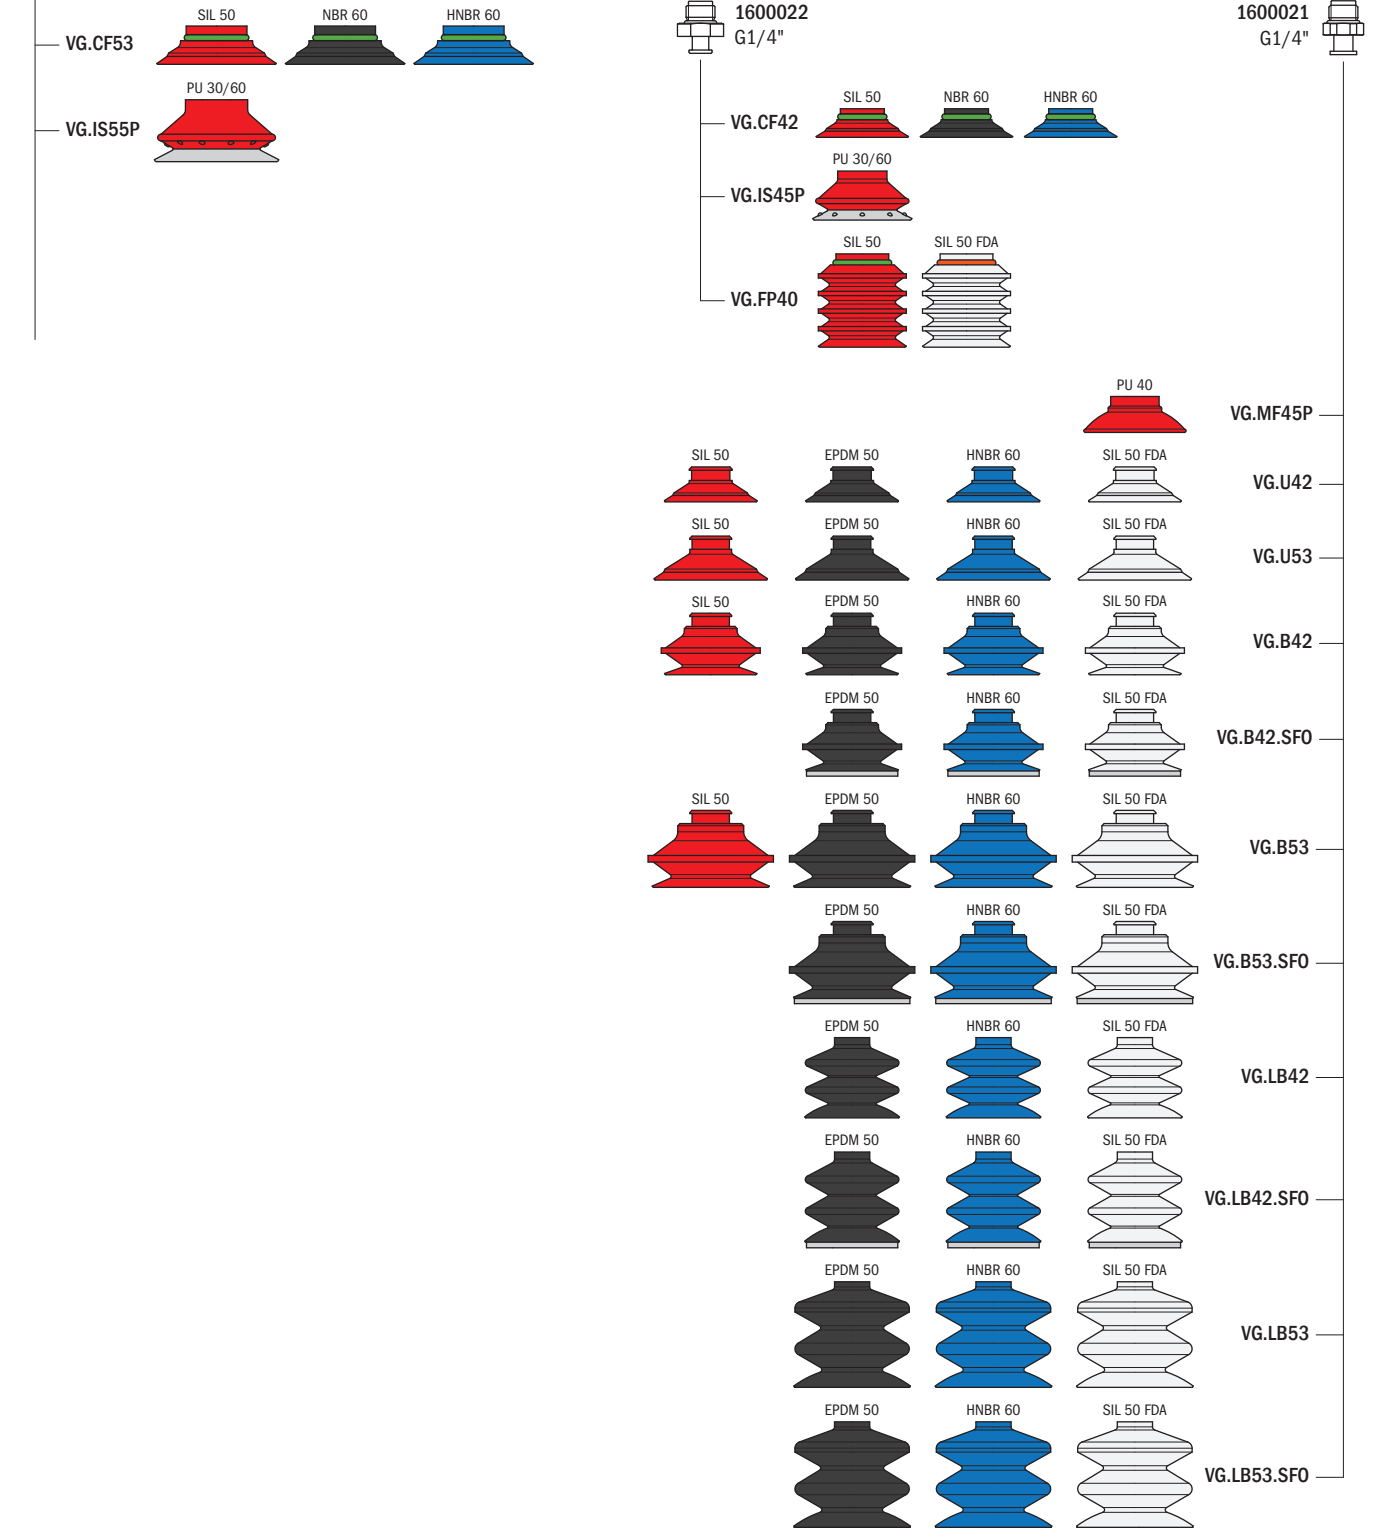 SIL 50 NBR 60 HNBR 60
VG.CF53
PU 30/60
VG.IS55P
1600022
G1/4"
SIL 50 NBR 60 HNBR 60
VG.CF42
PU 30/60
VG.IS45P
SIL 50 SIL 50 FDA
VG.FP40
1600021
G1/4"
PU 40
VG.MF45P
SIL 50 EPDM 50 HNBR 60 SIL 50 FDA
VG.U42
SIL 50 EPDM 50 HNBR 60 SIL 50 FDA
VG.U53
SIL 50 EPDM 50 HNBR 60 SIL 50 FDA
VG.B42
EPDM 50 HNBR 60 SIL 50 FDA
VG.B42.SFO
SIL 50 EPDM 50 HNBR 60 SIL 50 FDA
VG.B53
EPDM 50 HNBR 60 SIL 50 FDA
VG.B53.SFO
EPDM 50 HNBR 60 SIL 50 FDA
VG.LB42
EPDM 50 HNBR 60 SIL 50 FDA
VG.LB42.SFO
EPDM 50 HNBR 60 SIL 50 FDA
VG.LB53
EPDM 50 HNBR 60 SIL 50 FDA
VG.LB53.SFO